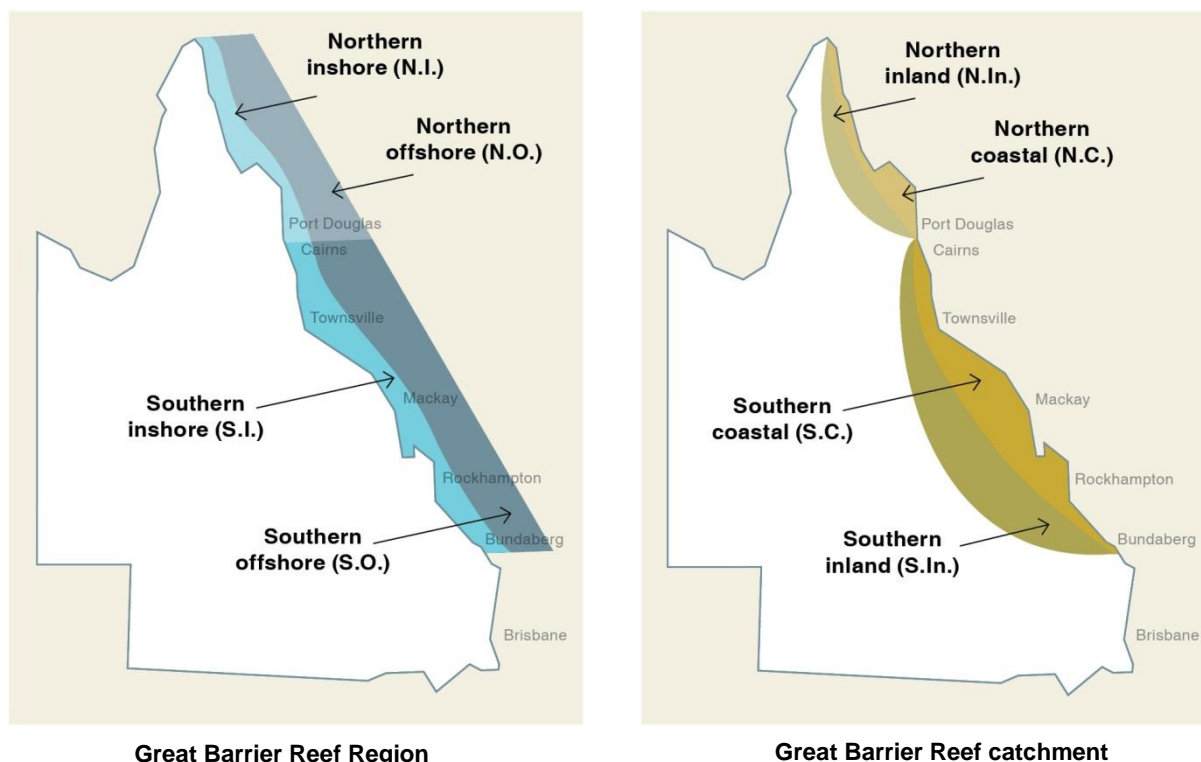 Northern
inshore (N.I.)
Northern
offshore (N.O.)
Port Douglas
Cairns
Townsville
Southern
inshore (S.I.)
Mackay
Rockhampton
Southern
offshore (S.O.)
Bundaberg
Brisbane
Great Barrier Reef Region
Northern
inland (N.In.)
Northern
coastal (N.C.)
Port Douglas
Cairns
Townsville
Southern
coastal (S.C.)
Mackay
Rockhampton
Southern
inland (S.In.)
Bundaberg
Brisbane
Great Barrier Reef catchment